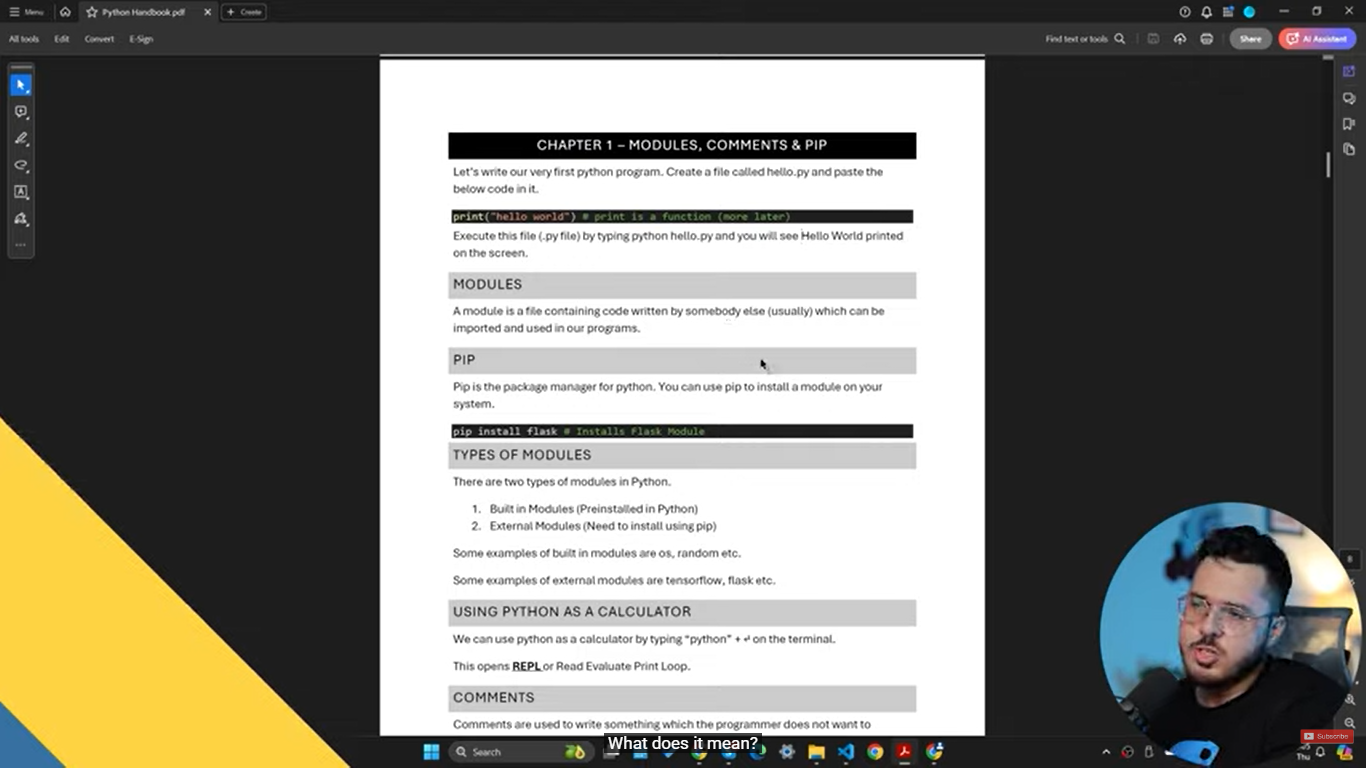 Menu
Python Handbook.pdf
Create
All tools
Edit
Convert
E-Sign
Find text or tools
Share
AI Assistant
CHAPTER 1 – MODULES, COMMENTS & PIP
Let's write our very first python program. Create a file called hello.py and paste the
below code in it.
print("hello world") # print is a function (more later)
Execute this file (.py file) by typing python hello.py and you will see Hello World printed
on the screen.
MODULES
A module is a file containing code written by somebody else (usually) which can be
imported and used in our programs.
PIP
Pip is the package manager for python. You can use pip to install a module on your
system.
pip install flask # Installs Flask Module
TYPES OF MODULES
There are two types of modules in Python.
1. Built in Modules (Preinstalled in Python)
2. External Modules (Need to install using pip)
Some examples of built in modules are os, random etc.
Some examples of external modules are tensorflow, flask etc.
USING PYTHON AS A CALCULATOR
We can use python as a calculator by typing "python" + ↵ on the terminal.
This opens REPL or Read Evaluate Print Loop.
COMMENTS
Comments are used to write something which the programmer does not want to
What does it mean?
Search
Subscribe
Thu